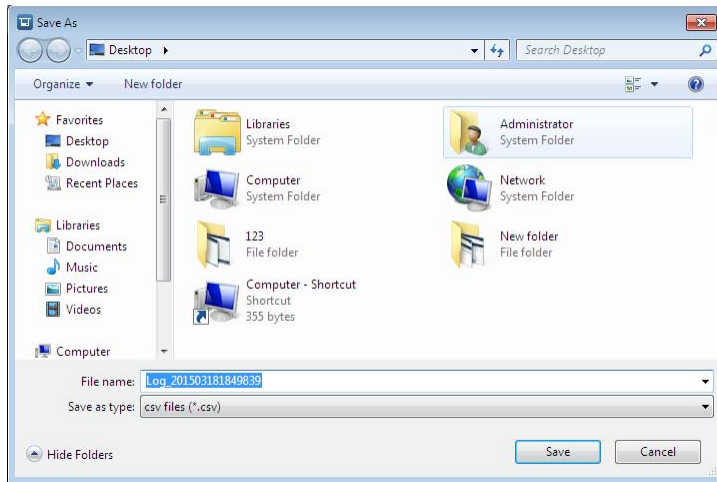 Save As
Desktop
Search Desktop
Organize
New folder
Favorites
Desktop
Downloads
Recent Places
Libraries
Documents
Music
Pictures
Videos
Computer
Libraries
System Folder
Administrator
System Folder
Computer
System Folder
Network
System Folder
123
File folder
New folder
File folder
Computer - Shortcut
Shortcut
355 bytes
File name: Log_201503181849839
Save as type: csv files (*.csv)
Hide Folders
Save
Cancel